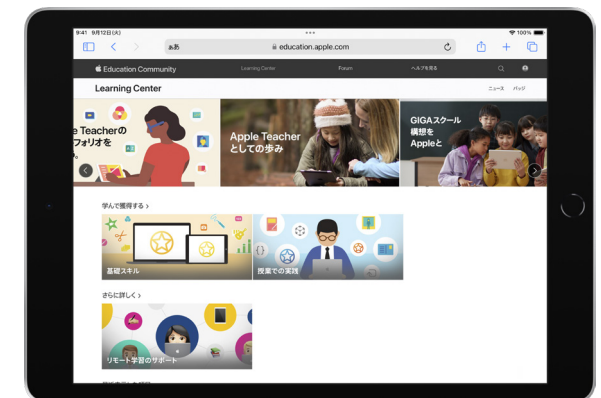 9:41 9月12日(火)
100%
ああ
education.apple.com
Education Community
Learning Center
Forum
ヘルプを見る
Learning Center
ニュース
バッジ
e Teacherの
フォリオを
Apple Teacher
としての歩み
GIGAスクール
構想を
Appleと
学んで獲得する >
基礎スキル
授業での実践
さらに詳しく >
リモート学習のサポート